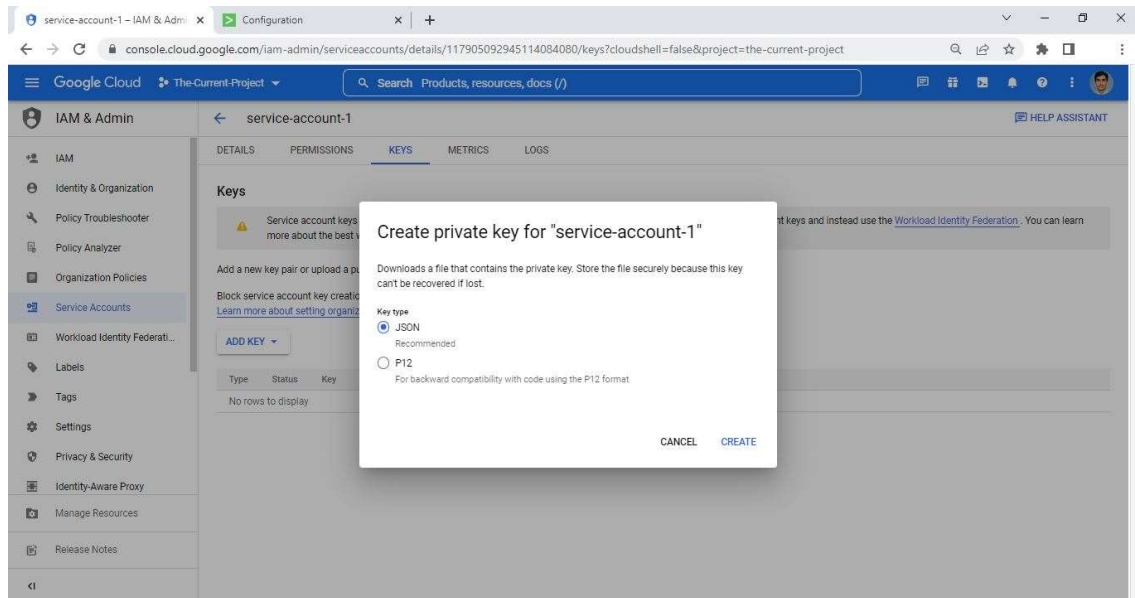 service-account-1 – IAM & Admi
Configuration
console.cloud.google.com/iam-admin/serviceaccounts/details/117905092945114084080/keys?cloudshell=false&project=the-current-project
Google Cloud
The-Current-Project
Search Products, resources, docs (/)
IAM & Admin
service-account-1
HELP ASSISTANT
DETAILS PERMISSIONS KEYS METRICS LOGS
IAM
Identity & Organization
Policy Troubleshooter
Policy Analyzer
Organization Policies
Service Accounts
Workload Identity Federati...
Labels
Tags
Settings
Privacy & Security
Identity-Aware Proxy
Manage Resources
Release Notes
Keys
Service account keys
nt keys and instead use the Workload Identity Federation . You can learn
more about the best
Add a new key pair or upload a pu
Block service account key creatio
Learn more about setting organiz
ADD KEY
Type Status Key
No rows to display
Create private key for "service-account-1"
Downloads a file that contains the private key. Store the file securely because this key
can't be recovered if lost.
Key type
JSON
Recommended
P12
For backward compatibility with code using the P12 format
CANCEL CREATE